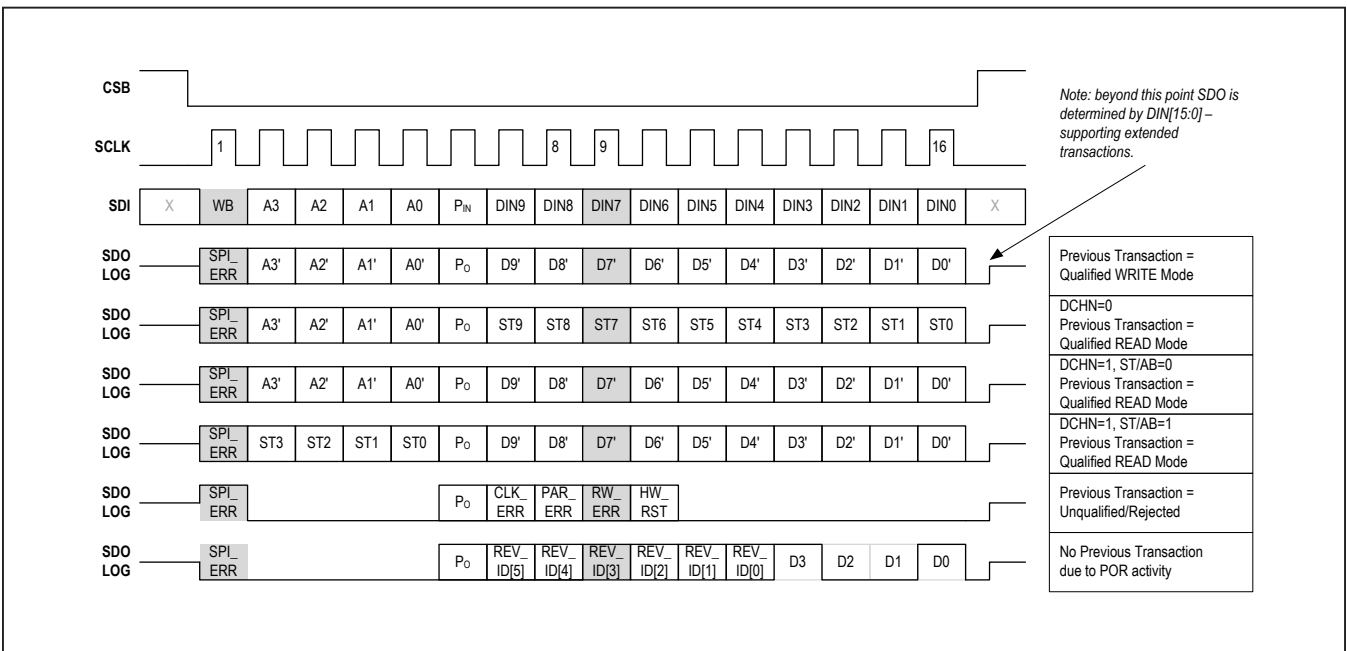 CSB
Note: beyond this point SDO is
determined by DIN[15:0] –
supporting extended
transactions.
SCLK 1 8 9 16
SDI X WB A3 A2 A1 A0 PIN DIN9 DIN8 DIN7 DIN6 DIN5 DIN4 DIN3 DIN2 DIN1 DIN0 X
SDO
LOG
SPI_
ERR
A3' A2' A1' A0' PO D9' D8' D7' D6' D5' D4' D3' D2' D1' D0'
Previous Transaction =
Qualified WRITE Mode
SDO
LOG
SPI_
ERR
A3' A2' A1' A0' PO ST9 ST8 ST7 ST6 ST5 ST4 ST3 ST2 ST1 ST0
DCHN=0
Previous Transaction =
Qualified READ Mode
SDO
LOG
SPI_
ERR
A3' A2' A1' A0' PO D9' D8' D7' D6' D5' D4' D3' D2' D1' D0'
DCHN=1, ST/AB=0
Previous Transaction =
Qualified READ Mode
SDO
LOG
SPI_
ERR
ST3 ST2 ST1 ST0 PO D9' D8' D7' D6' D5' D4' D3' D2' D1' D0'
DCHN=1, ST/AB=1
Previous Transaction =
Qualified READ Mode
SDO
LOG
SPI_
ERR
PO
CLK_
ERR
PAR_
ERR
RW_
ERR
HW_
RST
Previous Transaction =
Unqualified/Rejected
SDO
LOG
SPI_
ERR
PO
REV_
ID[5]
REV_
ID[4]
REV_
ID[3]
REV_
ID[2]
REV_
ID[1]
REV_
ID[0]
D3 D2 D1 D0
No Previous Transaction
due to POR activity